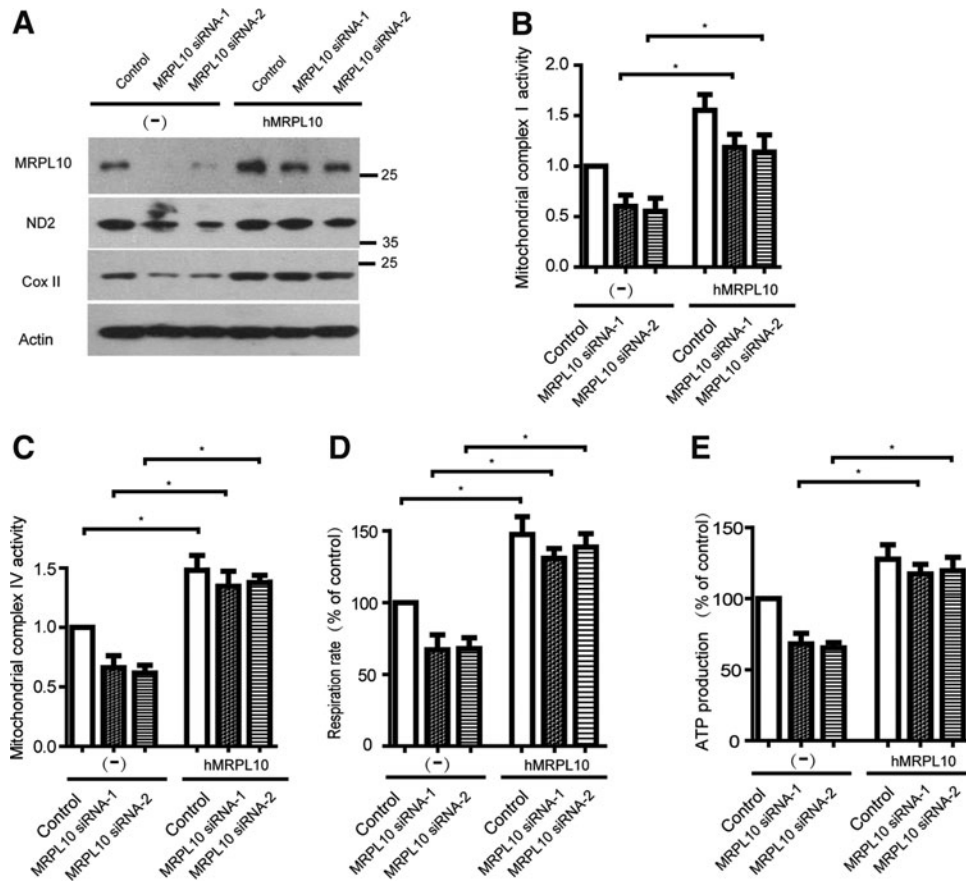 A
Control
MRPL10 siRNA-1
MRPL10 siRNA-2
Control
MRPL10 siRNA-1
MRPL10 siRNA-2
(-)
hMRPL10
MRPL10
25
ND2
35
25
Cox II
Actin
B
*
*
Mitochondrial complex I activity
2.0
1.5
1.0
0.5
0.0
(-)
hMRPL10
Control
MRPL10 siRNA-1
MRPL10 siRNA-2
Control
MRPL10 siRNA-1
MRPL10 siRNA-2
C
*
*
*
Mitochondrial complex IV activity
1.5
1.0
0.5
0.0
(-)
hMRPL10
Control
MRPL10 siRNA-1
MRPL10 siRNA-2
Control
MRPL10 siRNA-1
MRPL10 siRNA-2
D
*
*
*
Respiration rate (% of control)
150
100
50
0
(-)
hMRPL10
Control
MRPL10 siRNA-1
MRPL10 siRNA-2
Control
MRPL10 siRNA-1
MRPL10 siRNA-2
E
*
*
ATP production (% of control)
150
100
50
0
(-)
hMRPL10
Control
MRPL10 siRNA-1
MRPL10 siRNA-2
Control
MRPL10 siRNA-1
MRPL10 siRNA-2